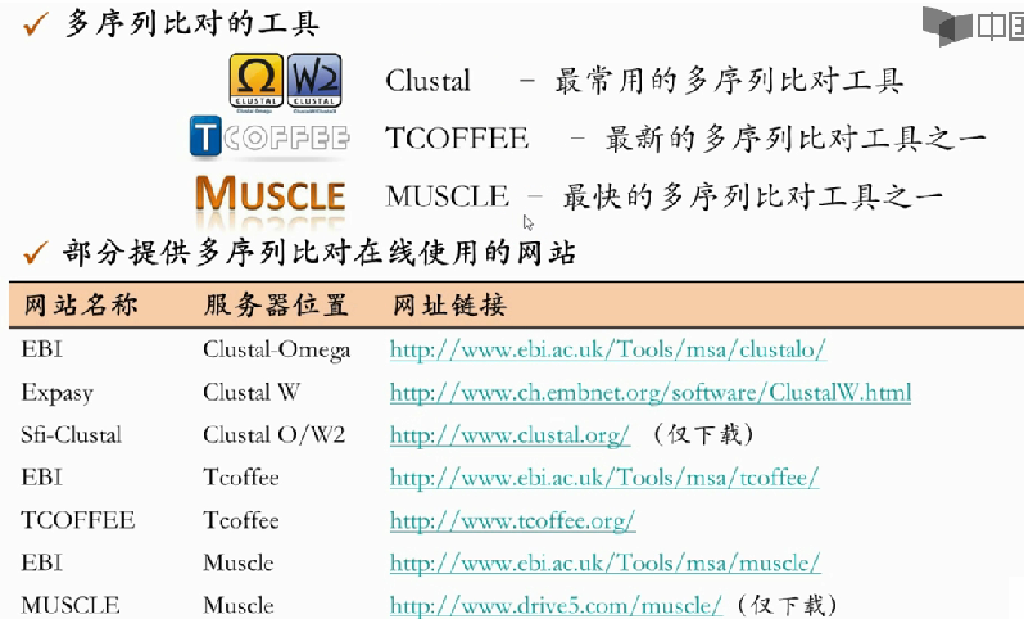 ✓ 多序列比对的工具
中国
Ω W2
CLUSTAL CLUSTAL
Clustal － 最常用的多序列比对工具
TCOFFEE
TCOFFEE － 最新的多序列比对工具之一
MUSCLE
MUSCLE － 最快的多序列比对工具之一
✓ 部分提供多序列比对在线使用的网站
网站名称 服务器位置 网址链接
EBI Clustal-Omega http://www.ebi.ac.uk/Tools/msa/clustalo/
Expasy Clustal W http://www.ch.embnet.org/software/ClustalW.html
Sfi-Clustal Clustal O/W2 http://www.clustal.org/ （仅下载）
EBI Tcoffee http://www.ebi.ac.uk/Tools/msa/tcoffee/
TCOFFEE Tcoffee http://www.tcoffee.org/
EBI Muscle http://www.ebi.ac.uk/Tools/msa/muscle/
MUSCLE Muscle http://www.drive5.com/muscle/ （仅下载）